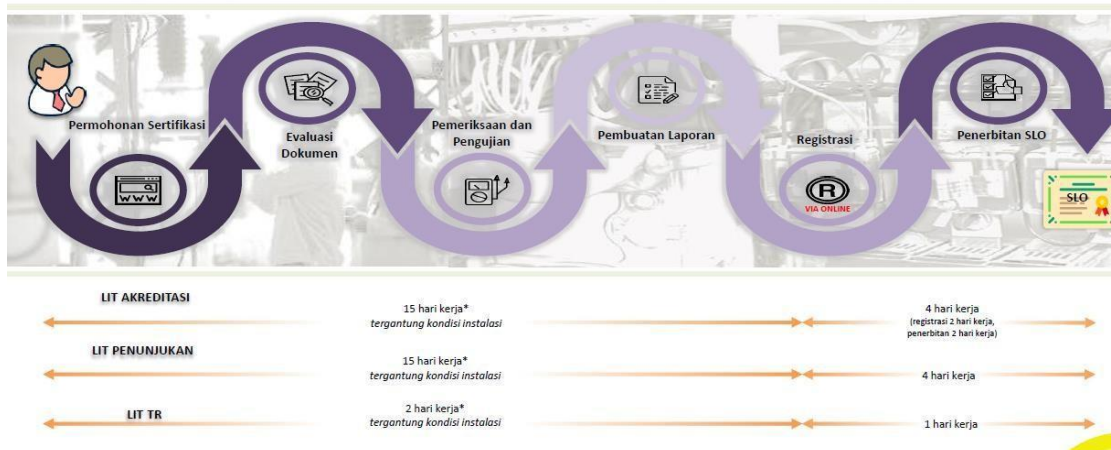 Permohonan Sertifikasi
WWW
Evaluasi
Dokumen
Pemeriksaan dan
Pengujian
Pembuatan Laporan
Registrasi
R
VIA ONLINE
Penerbitan SLO
SLO
LIT AKREDITASI
15 hari kerja*
tergantung kondisi instalasi
4 hari kerja
(registrasi 2 hari kerja,
penerbitan 2 hari kerja)
LIT PENUNJUKAN
15 hari kerja*
tergantung kondisi instalasi
4 hari kerja
LIT TR
2 hari kerja*
tergantung kondisi instalasi
1 hari kerja